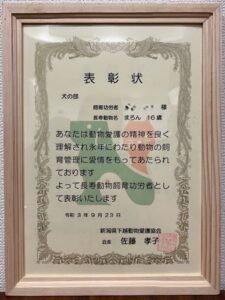 表彰状
犬の部
飼育功労者 様
長寿動物名 まろん 16歳
あなたは動物愛護の精神を良く
理解され永年にわたり動物の飼
育管理に愛情をもってあたられ
ております
よって長寿動物飼育功労者とし
て表彰いたします
令和3年9月23日
新潟県下越動物愛護協会
会長 佐藤孝子